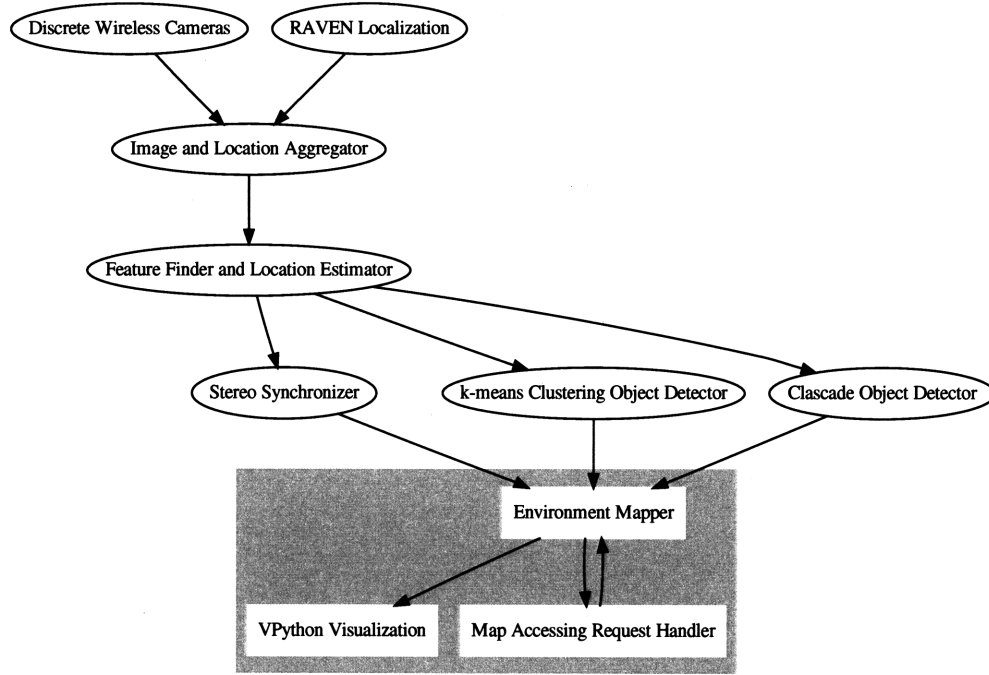 Discrete Wireless Cameras
RAVEN Localization
Image and Location Aggregator
Feature Finder and Location Estimator
Stereo Synchronizer
k-means Clustering Object Detector
Clascade Object Detector
Environment Mapper
VPython Visualization
Map Accessing Request Handler